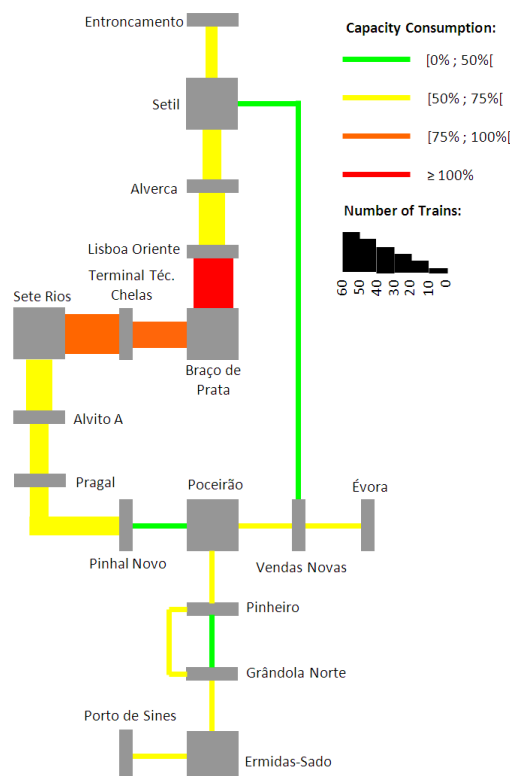 Entroncamento
Capacity Consumption:
[0% ; 50%[
[50% ; 75%[
[75% ; 100%[
≥ 100%
Setil
Alverca
Number of Trains:
60
50
40
30
20
10
0
Lisboa Oriente
Terminal Téc.
Chelas
Sete Rios
Braço de
Prata
Alvito A
Pragal
Poceirão
Évora
Pinhal Novo
Vendas Novas
Pinheiro
Grândola Norte
Porto de Sines
Ermidas-Sado